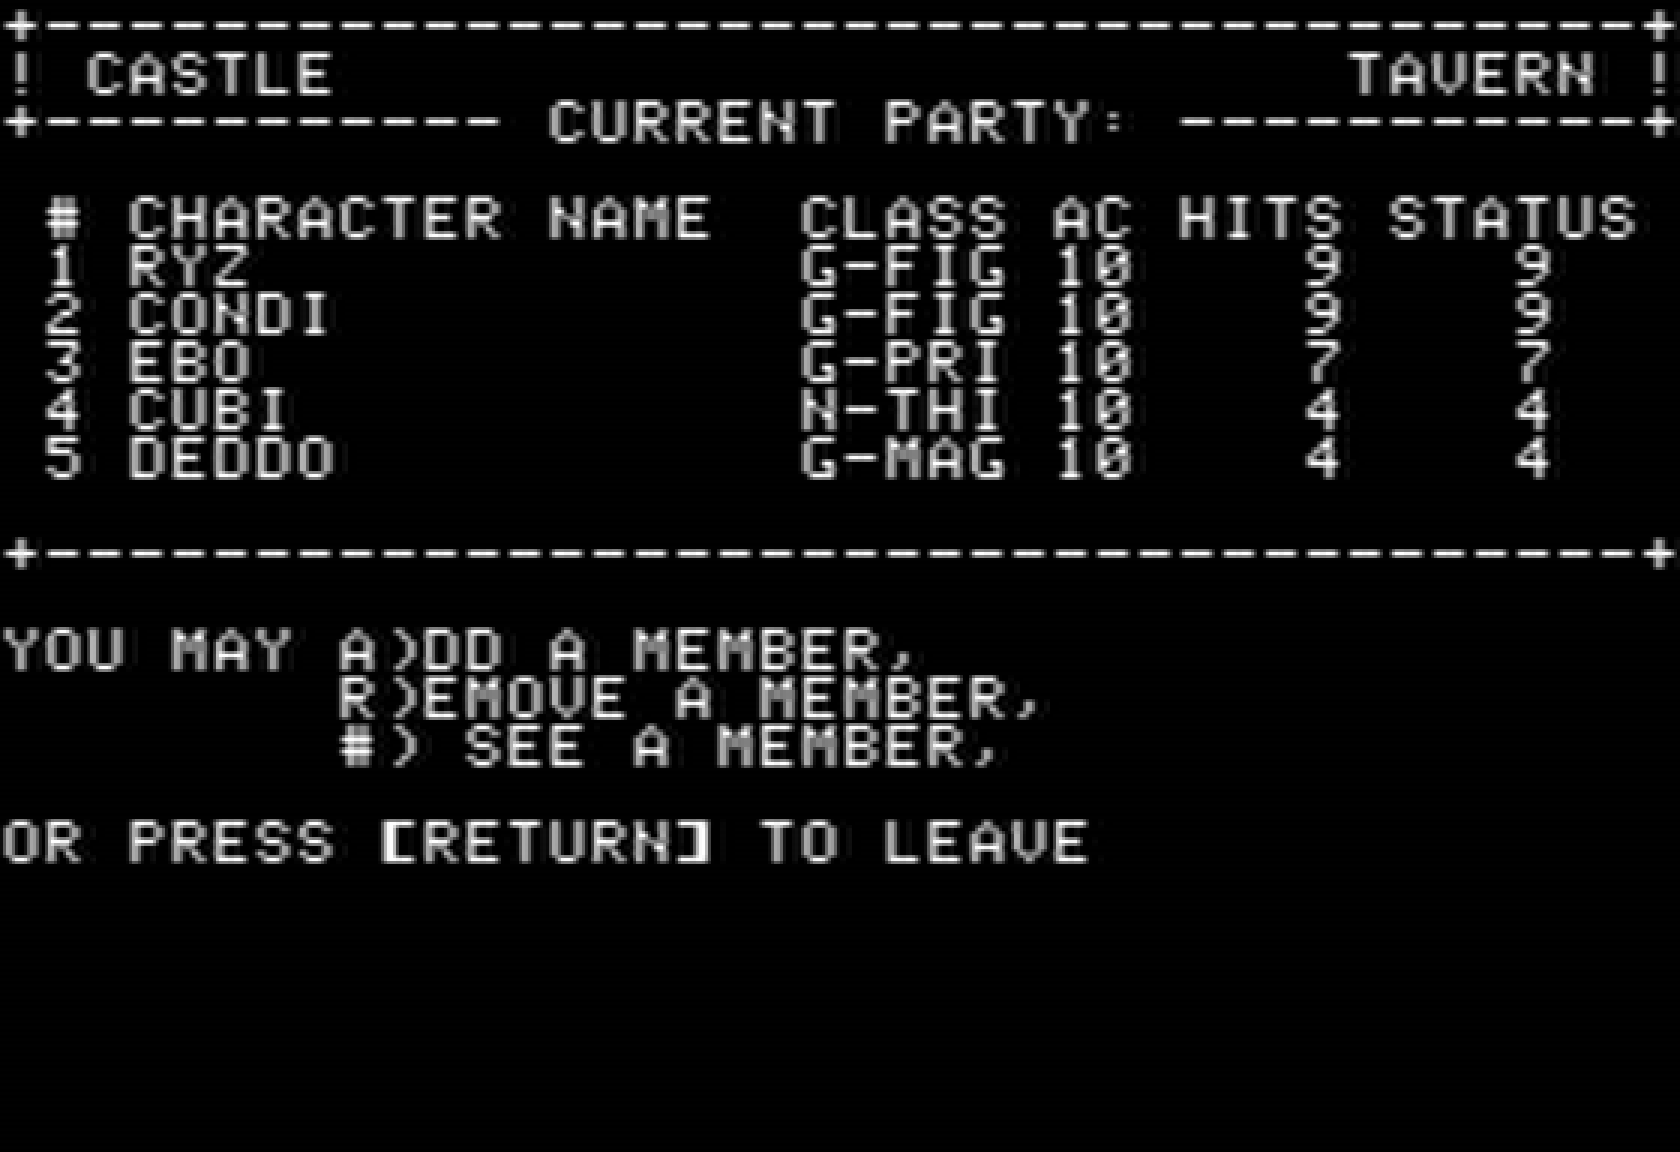 +--------------------------------------+
! CASTLE                        TAVERN !
+----------- CURRENT PARTY: -----------+
 # CHARACTER NAME  CLASS AC HITS STATUS
 1 RYZ             G-FIG 10    9    9
 2 CONDI           G-FIG 10    9    9
 3 EBO             G-PRI 10    7    7
 4 CUBI            N-THI 10    4    4
 5 DEDDO           G-MAG 10    4    4
+--------------------------------------+
YOU MAY A)DD A MEMBER,
        R)EMOVE A MEMBER,
        #) SEE A MEMBER,
OR PRESS [RETURN] TO LEAVE